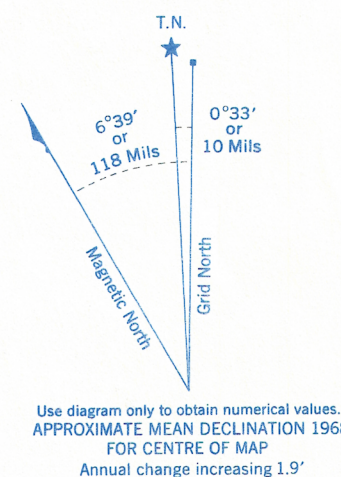 T.N.
6°39′
or
118 Mils
0°33′
or
10 Mils
Magnetic North
Grid North
Use diagram only to obtain numerical values.
APPROXIMATE MEAN DECLINATION 1968
FOR CENTRE OF MAP
Annual change increasing 1.9′